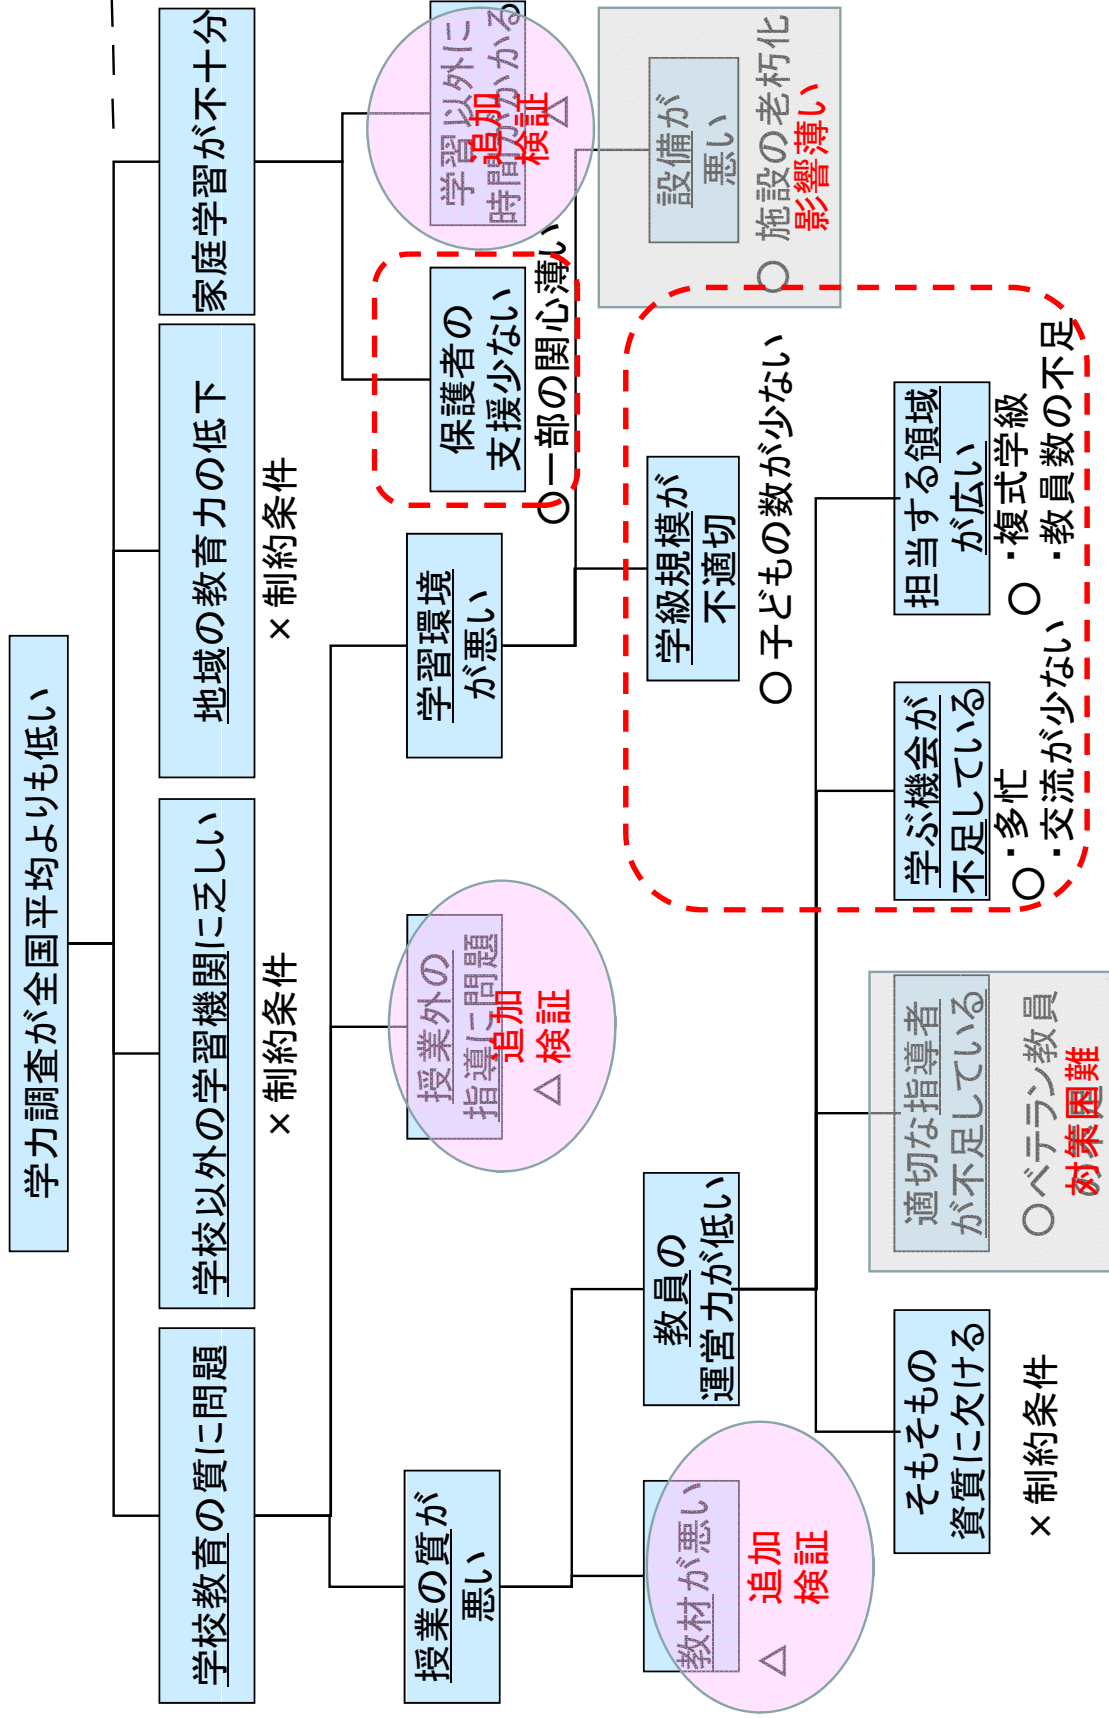 学力調査が全国平均よりも低い
学校教育の質に問題
学校以外の学習機関に乏しい
×制約条件
地域の教育力の低下
×制約条件
家庭学習が不十分
授業の質が
悪い
授業外の
指導に問題
追加
検証
△
学習環境
が悪い
保護者の
支援少ない
○一部の関心薄い
学習以外に
時間がかかる
追加
検証
△
教材が悪い
追加
検証
△
教員の
運営力が低い
学級規模が
不適切
○子どもの数が少ない
設備が
悪い
○ 施設の老朽化
影響薄い
そもそもの
資質に欠ける
×制約条件
適切な指導者
が不足している
○ベテラン教員
の
対策困難
学ぶ機会が
不足している
○ ・多忙
・交流が少ない
担当する領域
が広い
○ ・複式学級
・教員数の不足